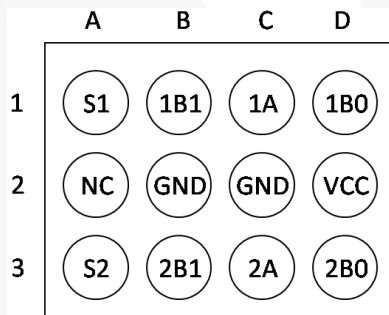 A B C D
1 S1 1B1 1A 1B0
2 NC GND GND VCC
3 S2 2B1 2A 2B0